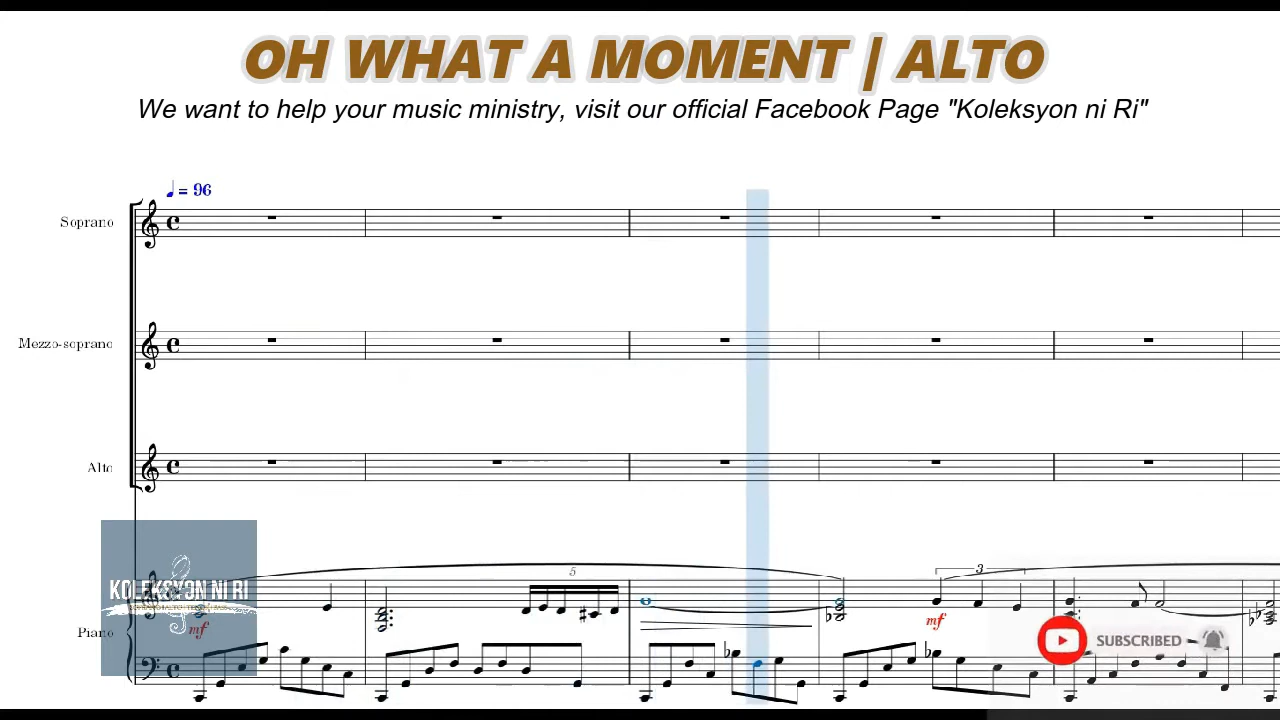 OH WHAT A MOMENT | ALTO
We want to help your music ministry, visit our official Facebook Page "Koleksyon ni Ri"
= 96
Soprano
Mezzo-soprano
Alto
5
3
KOLEKSYON NI RI
mf
mf
Piano
SUBSCRIBED